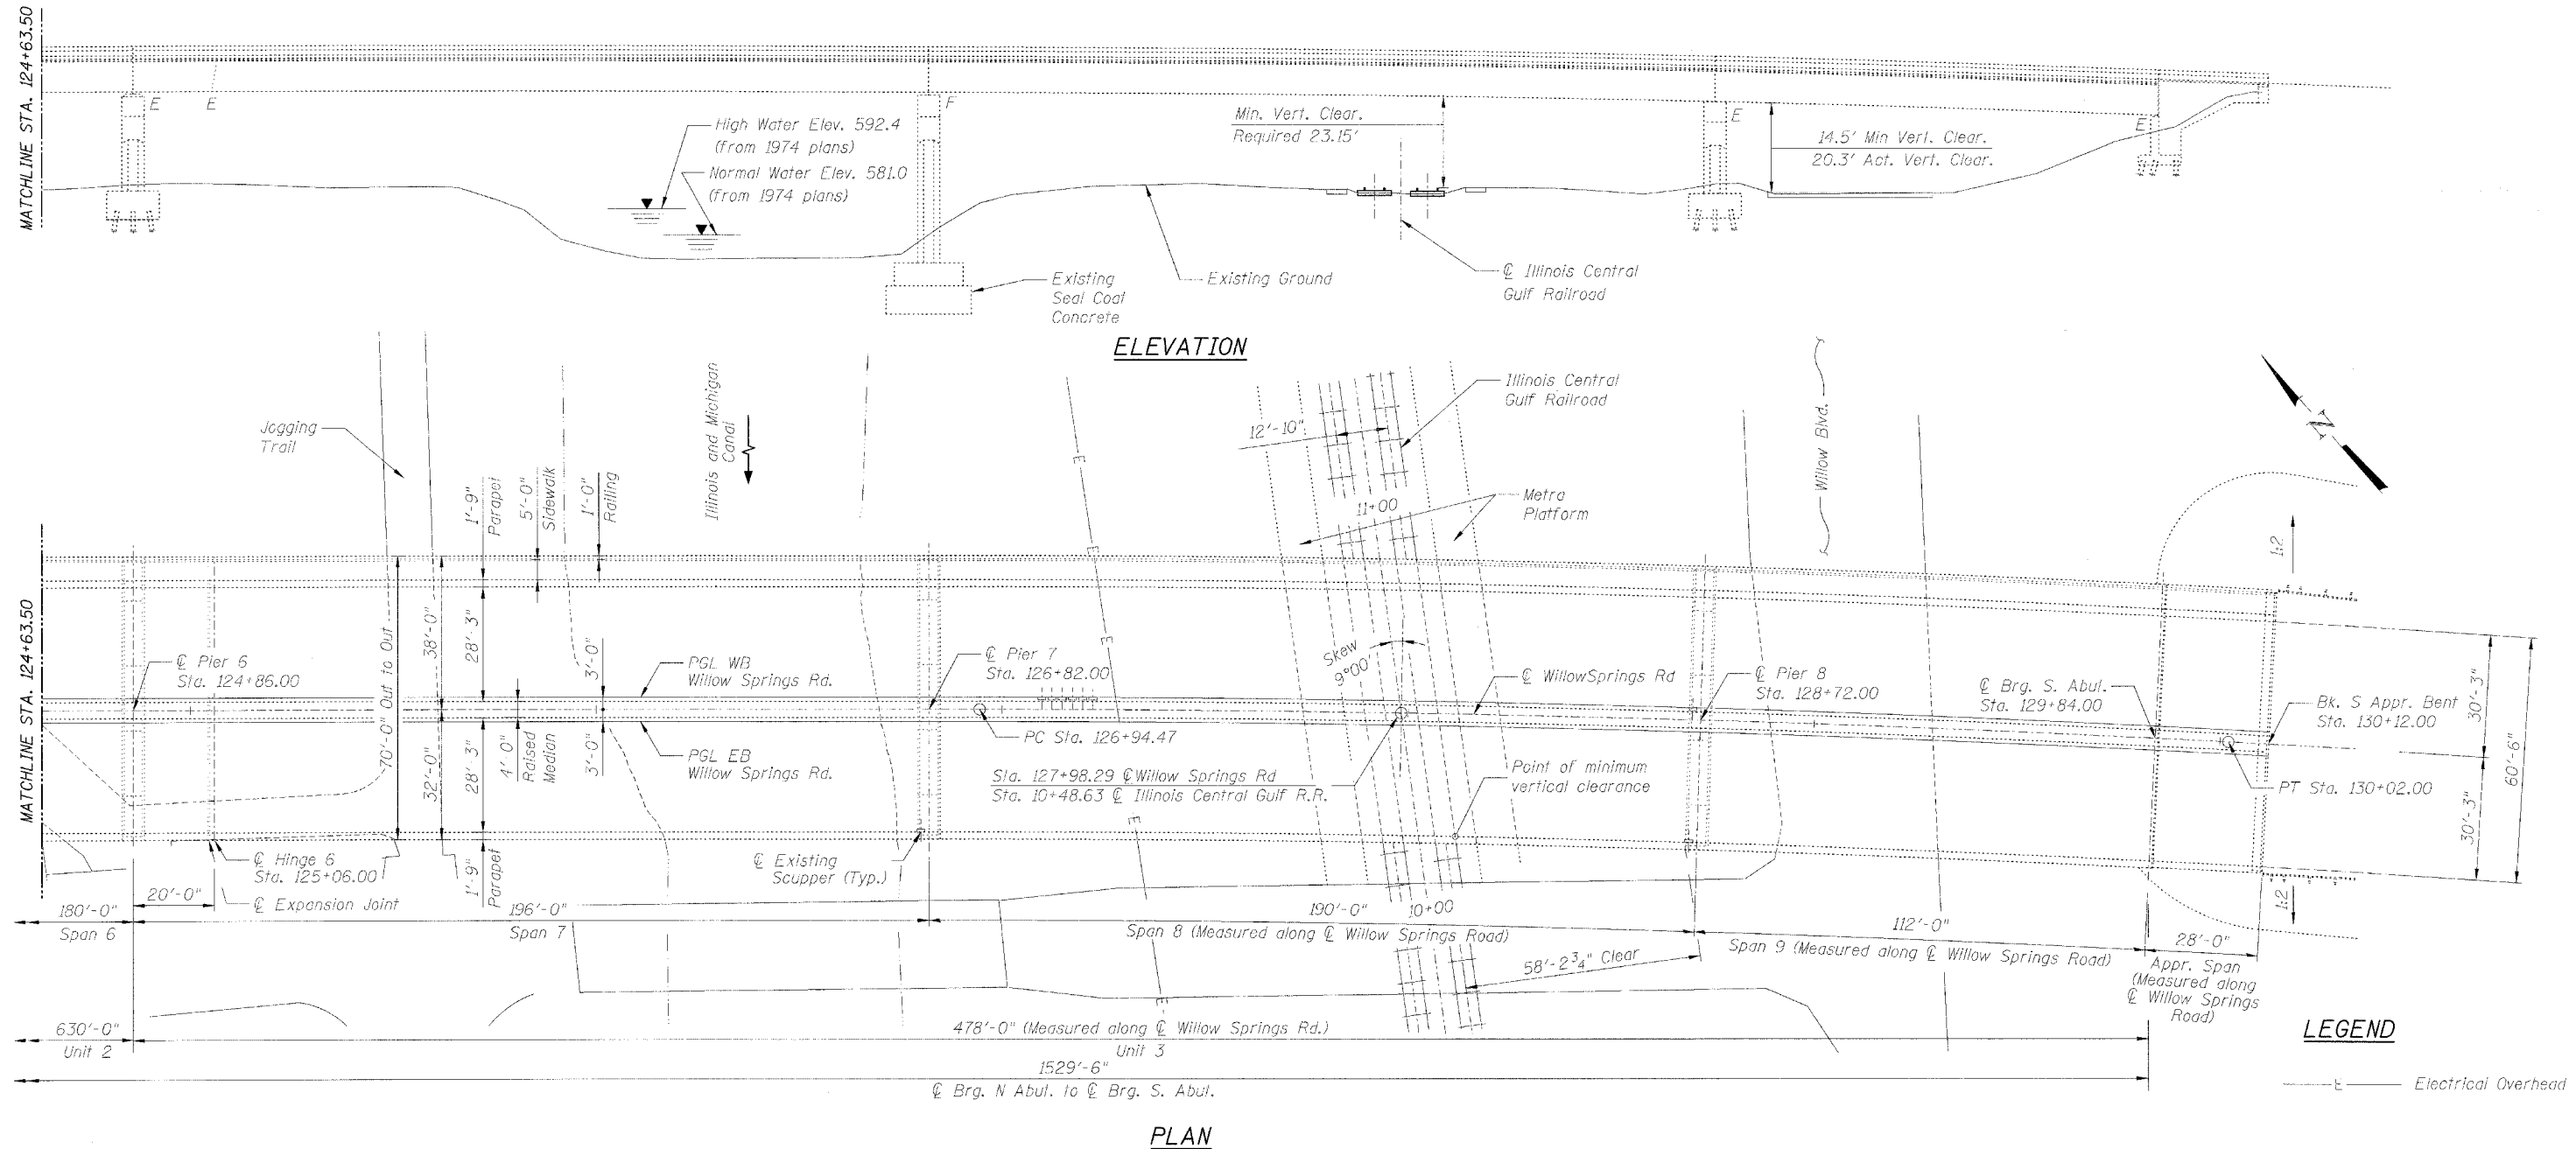 MATCHLINE STA. 124+63.50
E
E
F
E
E
High Water Elev. 592.4
(from 1974 plans)
Normal Water Elev. 581.0
(from 1974 plans)
Min. Vert. Clear.
Required 23.15'
14.5' Min Vert. Clear.
20.3' Act. Vert. Clear.
Existing
Seal Coat
Concrete
Existing Ground
℄ Illinois Central
Gulf Railroad
ELEVATION
Jogging
Trail
1'-9"
Parapet
5'-0"
Sidewalk
1'-0"
Railing
Illinois and Michigan
Canal
E
E
E
E
E
12'-10"
Illinois Central
Gulf Railroad
11+00
Metra
Platform
Willow Blvd.
N
1:2
MATCHLINE STA. 124+63.50
℄ Pier 6
Sta. 124+86.00
70'-0" Out to Out
38'-0"
32'-0"
28'-3"
28'-3"
4'-0"
Raised
Median
3'-0"
3'-0"
PGL WB
Willow Springs Rd.
PGL EB
Willow Springs Rd.
℄ Pier 7
Sta. 126+82.00
PC Sta. 126+94.47
Skew
9°00'
℄ WillowSprings Rd
℄ Pier 8
Sta. 128+72.00
℄ Brg. S. Abut.
Sta. 129+84.00
Bk. S Appr. Bent
Sta. 130+12.00
30'-3"
30'-3"
60'-6"
Sta. 127+98.29 ℄ Willow Springs Rd
Sta. 10+48.63 ℄ Illinois Central Gulf R.R.
Point of minimum
vertical clearance
PT Sta. 130+02.00
℄ Hinge 6
Sta. 125+06.00
1'-9"
Parapet
℄ Existing
Scupper (Typ.)
20'-0"
℄ Expansion Joint
1:2
180'-0"
Span 6
196'-0"
Span 7
190'-0"
10+00
Span 8 (Measured along ℄ Willow Springs Road)
58'-2¾" Clear
112'-0"
Span 9 (Measured along ℄ Willow Springs Road)
28'-0"
Appr. Span
(Measured along
℄ Willow Springs
Road)
630'-0"
Unit 2
478'-0" (Measured along ℄ Willow Springs Rd.)
Unit 3
1529'-6"
℄ Brg. N Abut. to ℄ Brg. S. Abut.
LEGEND
E
Electrical Overhead
PLAN